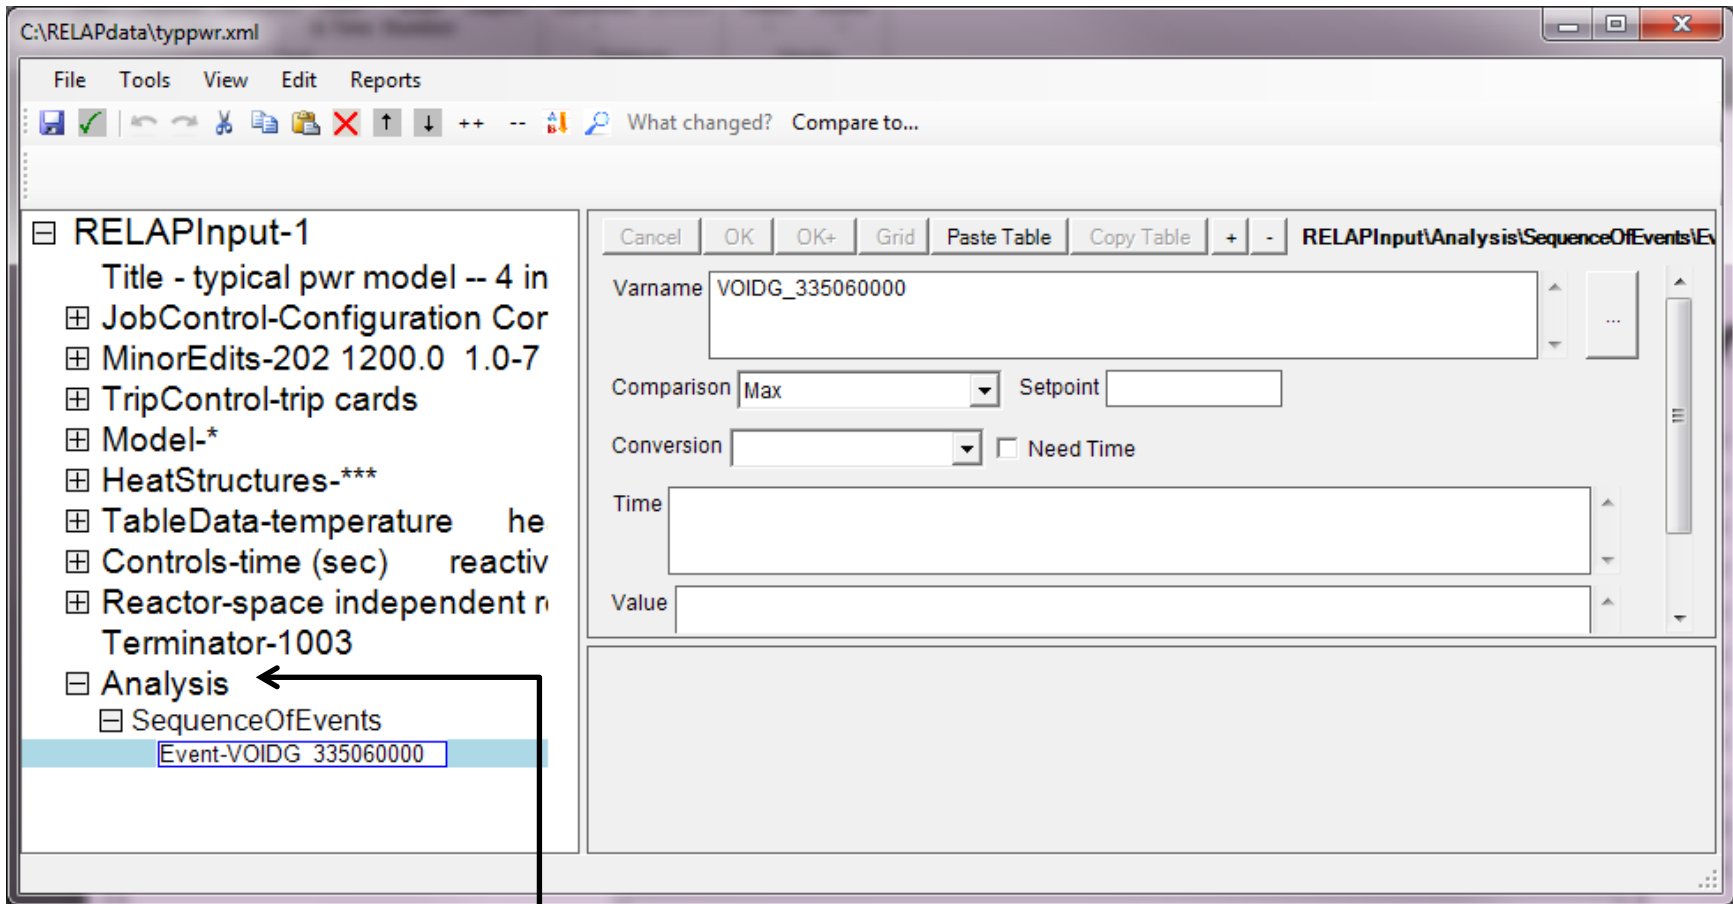 C:\RELAPdata\typpwr.xml
File Tools View Edit Reports
++ -- What changed? Compare to...
RELAPInput-1
Title - typical pwr model -- 4 in
JobControl-Configuration Cor
MinorEdits-202 1200.0 1.0-7
TripControl-trip cards
Model-*
HeatStructures-***
TableData-temperature he
Controls-time (sec) reactiv
Reactor-space independent r
Terminator-1003
Analysis
SequenceOfEvents
Event-VOIDG_335060000
Cancel OK OK+ Grid Paste Table Copy Table + - RELAPInput\Analysis\SequenceOfEvents\Ev
Varname VOIDG_335060000 ...
Comparison Max Setpoint
Conversion Need Time
Time
Value